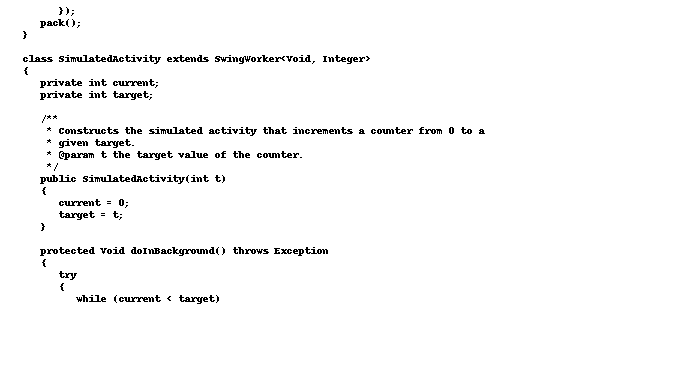 });
pack();
}
class SimulatedActivity extends SwingWorker<Void, Integer>
{
private int current;
private int target;
/**
* Constructs the simulated activity that increments a counter from 0 to a
* given target.
* @param t the target value of the counter.
*/
public SimulatedActivity(int t)
{
current = 0;
target = t;
}
protected Void doInBackground() throws Exception
{
try
{
while (current < target)